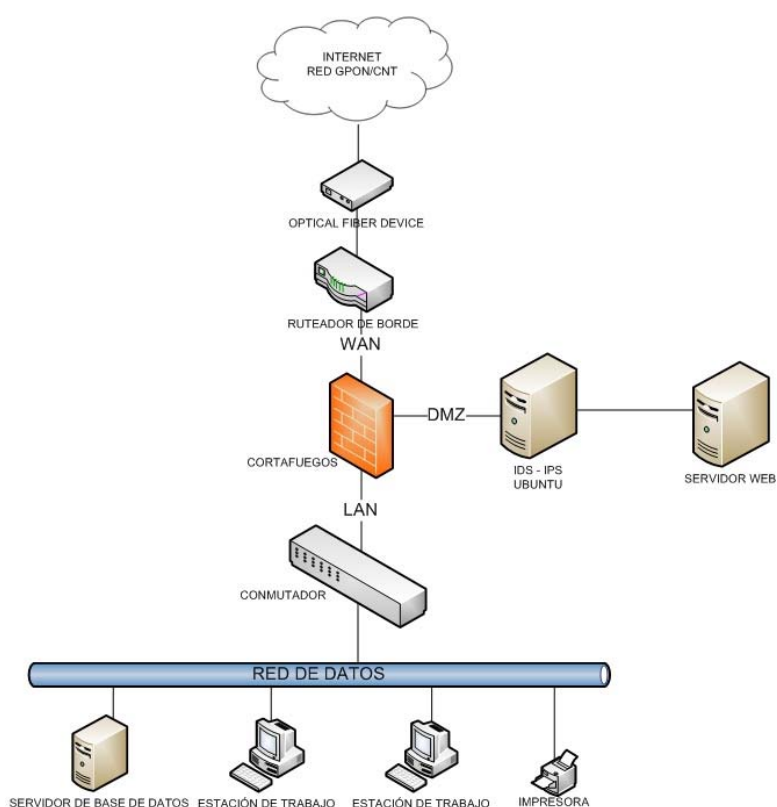 INTERNET
RED GPON/CNT
OPTICAL FIBER DEVICE
RUTEADOR DE BORDE
WAN
DMZ
CORTAFUEGOS
IDS - IPS
UBUNTU
SERVIDOR WEB
LAN
CONMUTADOR
RED DE DATOS
SERVIDOR DE BASE DE DATOS
ESTACIÓN DE TRABAJO
ESTACIÓN DE TRABAJO
IMPRESORA